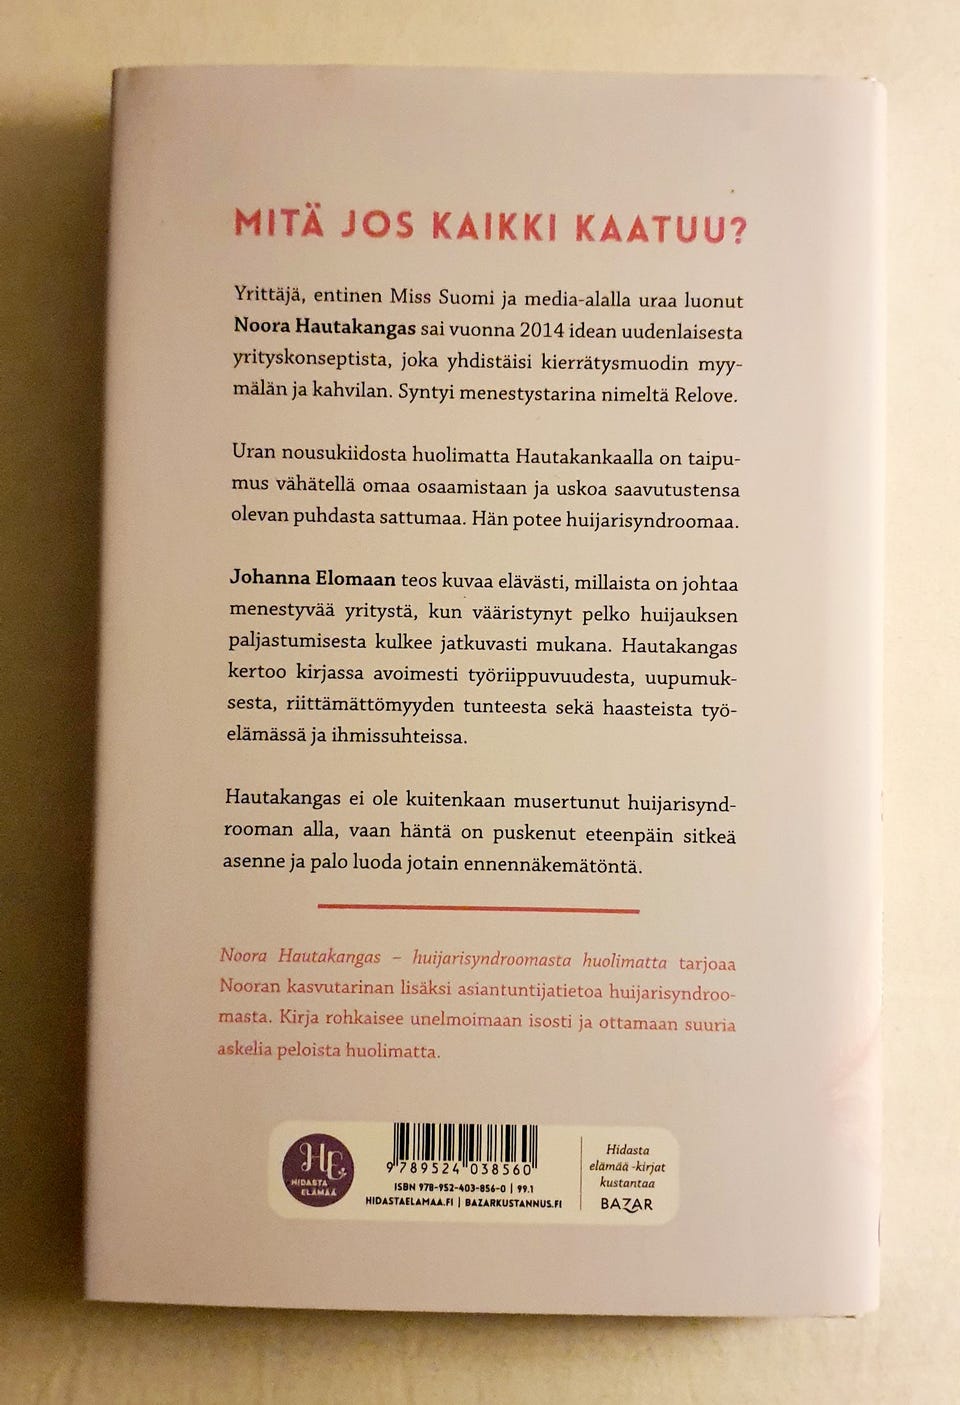 MITÄ JOS KAIKKI KAATUU?
Yrittäjä, entinen Miss Suomi ja media-alalla uraa luonut
Noora Hautakangas sai vuonna 2014 idean uudenlaisesta
yrityskonseptista, joka yhdistäisi kierrätysmuodin myy-
mälän ja kahvilan. Syntyi menestystarina nimeltä Relove.
Uran nousukiidosta huolimatta Hautakankaalla on taipu-
mus vähätellä omaa osaamistaan ja uskoa saavutustensa
olevan puhdasta sattumaa. Hän potee huijarisyndroomaa.
Johanna Elomaan teos kuvaa elävästi, millaista on johtaa
menestyvää yritystä, kun vääristynyt pelko huijauksen
paljastumisesta kulkee jatkuvasti mukana. Hautakangas
kertoo kirjassa avoimesti työriippuvuudesta, uupumuk-
sesta, riittämättömyyden tunteesta sekä haasteista työ-
elämässä ja ihmissuhteissa.
Hautakangas ei ole kuitenkaan musertunut huijarisynd-
rooman alla, vaan häntä on puskenut eteenpäin sitkeä
asenne ja palo luoda jotain ennennäkemätöntä.
Noora Hautakangas – huijarisyndroomasta huolimatta tarjoaa
Nooran kasvutarinan lisäksi asiantuntijatietoa huijarisyndroo-
masta. Kirja rohkaisee unelmoimaan isosti ja ottamaan suuria
askelia peloista huolimatta.
HE
HIDASTA
ELÄMÄÄ
9 789524 038560
ISBN 978-952-403-856-0 | 99.1
HIDASTAELAMAA.FI | BAZARKUSTANNUS.FI
Hidasta
elämää -kirjat
kustantaa
BAZAR